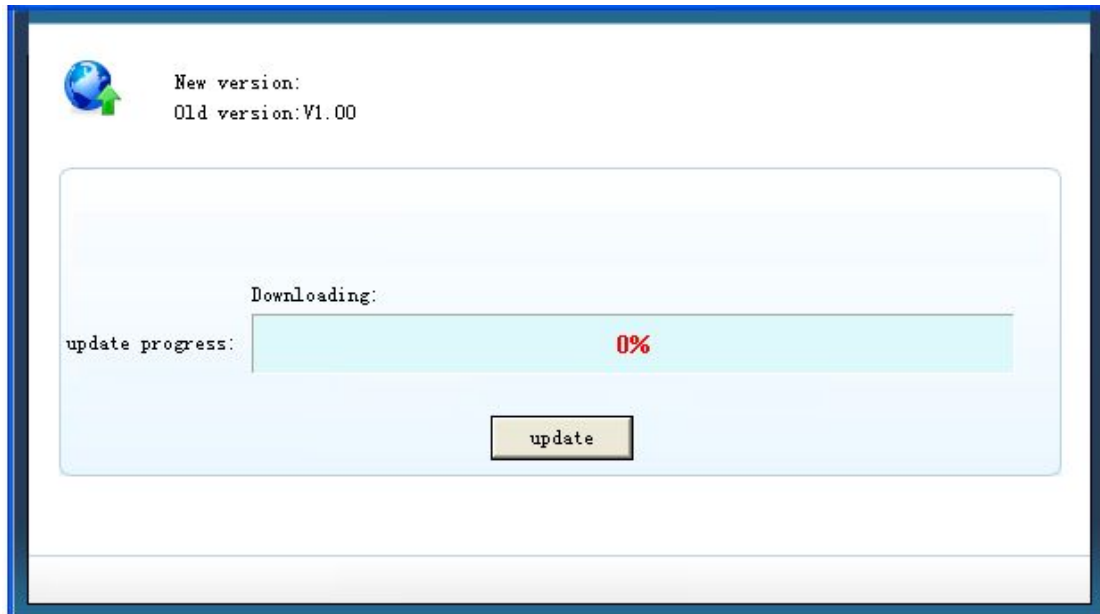 New version:
Old version:V1.00
Downloading:
update progress:
0%
update